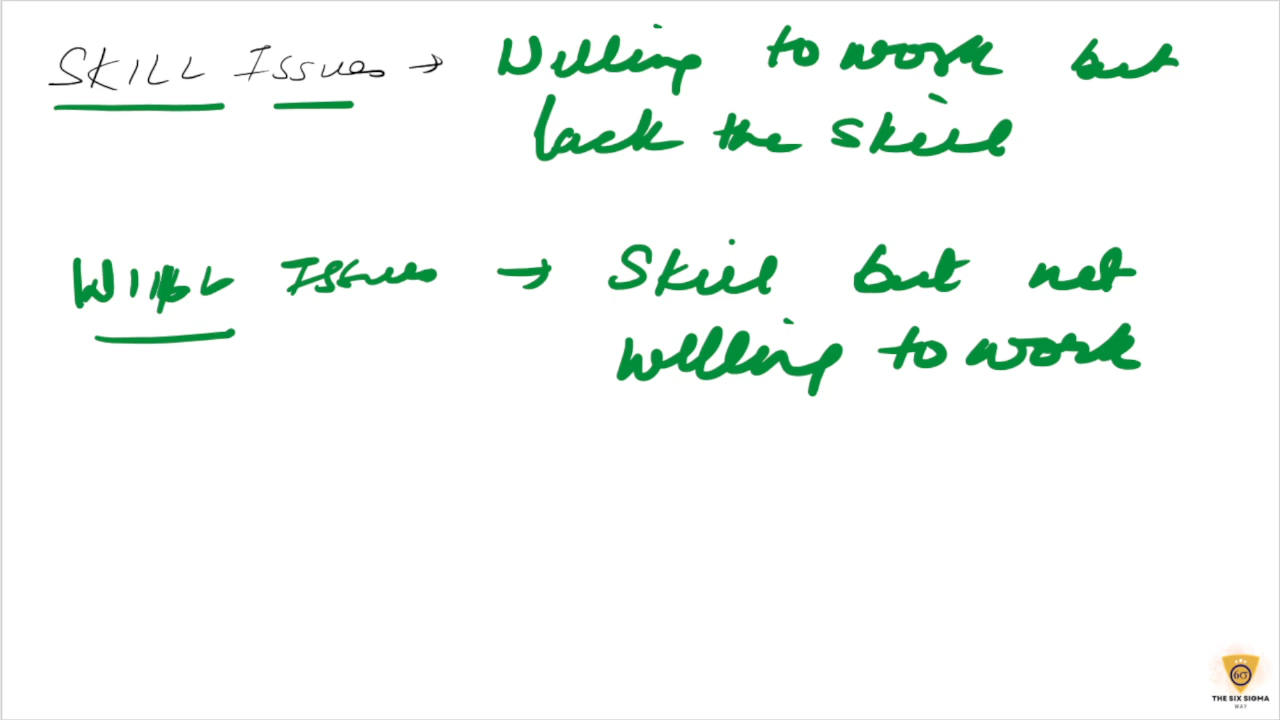 SKILL Issues → Willing to work but
lack the skill
WILL Issues → Skill but not
willing to work
6σ
THE SIX SIGMA
WAY